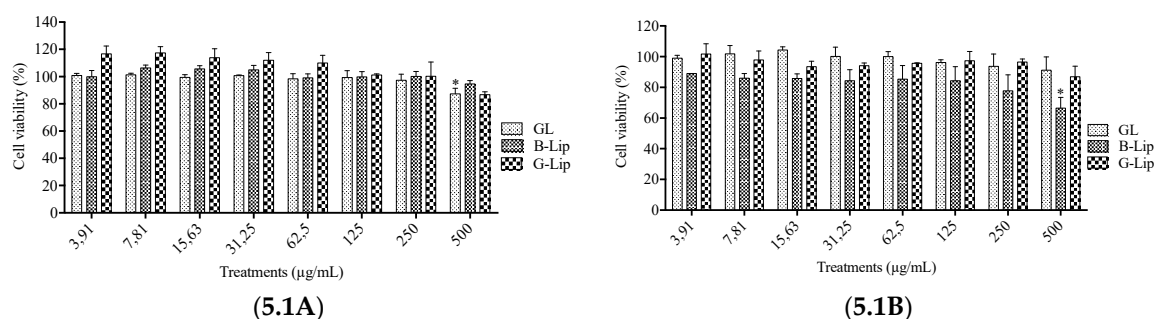 140
120
100
80
60
40
20
0
Cell viability (%)
*
GL
B-Lip
G-Lip
3,91
7,81
15,63
31,25
62,5
125
250
500
Treatments (µg/mL)
(5.1A)
120
100
80
60
40
20
0
Cell viability (%)
*
GL
B-Lip
G-Lip
3,91
7,81
15,63
31,25
62,5
125
250
500
Treatments (µg/mL)
(5.1B)